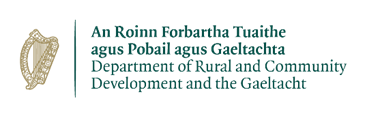 An Roinn Forbartha Tuaithe
agus Pobail agus Gaeltachta
Department of Rural and Community
Development and the Gaeltacht